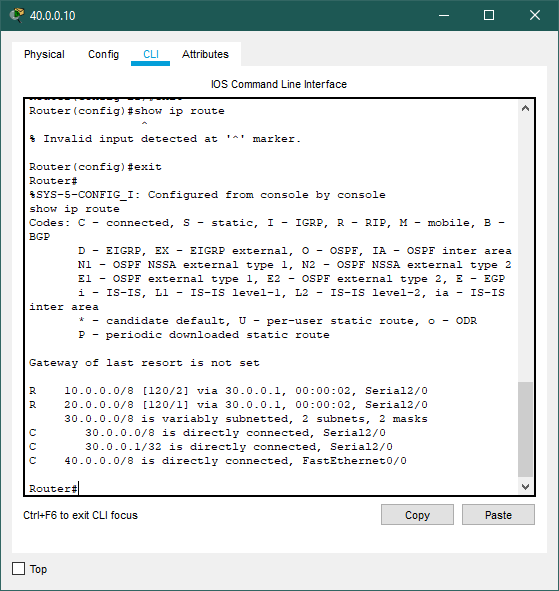 40.0.0.10
Physical Config CLI Attributes
IOS Command Line Interface
Router(config)#show ip route
^
% Invalid input detected at '^' marker.
Router(config)#exit
Router#
%SYS-5-CONFIG_I: Configured from console by console
show ip route
Codes: C - connected, S - static, I - IGRP, R - RIP, M - mobile, B -
BGP
D - EIGRP, EX - EIGRP external, O - OSPF, IA - OSPF inter area
N1 - OSPF NSSA external type 1, N2 - OSPF NSSA external type 2
E1 - OSPF external type 1, E2 - OSPF external type 2, E - EGP
i - IS-IS, L1 - IS-IS level-1, L2 - IS-IS level-2, ia - IS-IS
inter area
* - candidate default, U - per-user static route, o - ODR
P - periodic downloaded static route
Gateway of last resort is not set
R 10.0.0.0/8 [120/2] via 30.0.0.1, 00:00:02, Serial2/0
R 20.0.0.0/8 [120/1] via 30.0.0.1, 00:00:02, Serial2/0
30.0.0.0/8 is variably subnetted, 2 subnets, 2 masks
C 30.0.0.0/8 is directly connected, Serial2/0
C 30.0.0.1/32 is directly connected, Serial2/0
C 40.0.0.0/8 is directly connected, FastEthernet0/0
Router#
Ctrl+F6 to exit CLI focus
Copy Paste
Top